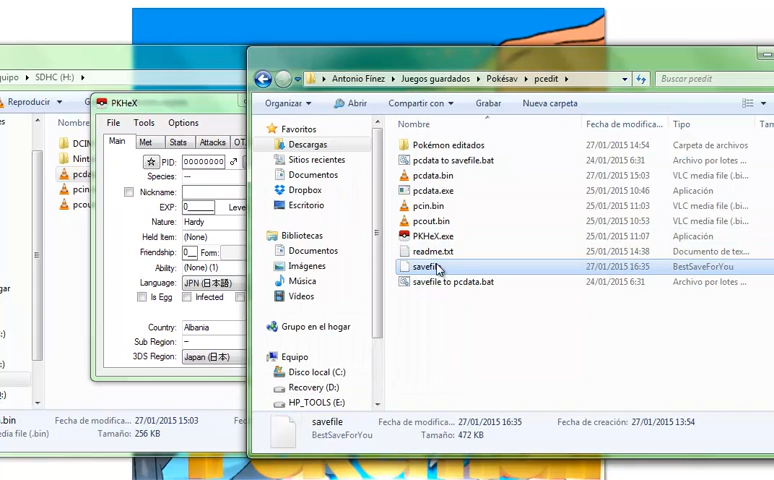 quipo ▸ SDHC (H:) ▸
Reproducir ▾
DCIM
Nint
pcda
pcin
pcou
.bin
Fecha de modifica... 27/01/2015 15:03
edia file (.bin)
Tamaño: 256 KB
PKHeX
File Tools Options
Main Met Stats Attacks OT
PID: 00000000 ♂
Species: ---
Nickname:
EXP: 0 Leve
Nature: Hardy
Held Item: (None)
Friendship: 0 Form:
Ability: (None) (1)
Language: JPN (日本語)
Is Egg Infected
Country: Albania
Sub Region: –
3DS Region: Japan (日本)
▸ Antonio Fínez ▸ Juegos guardados ▸ Pokésav ▸ pcedit ▸
Buscar pcedit
Organizar ▾ Abrir Compartir con ▾ Grabar Nueva carpeta
Favoritos
Descargas
Sitios recientes
Documentos
Dropbox
Escritorio
Bibliotecas
Documentos
Imágenes
Música
Vídeos
Grupo en el hogar
Equipo
Disco local (C:)
Recovery (D:)
HP_TOOLS (E:)
Nombre Fecha de modifica... Tipo Tam
Pokémon editados 27/01/2015 14:54 Carpeta de archivos
pcdata to savefile.bat 24/01/2015 6:31 Archivo por lotes ...
pcdata.bin 27/01/2015 15:03 VLC media file (.bi...
pcdata.exe 27/01/2015 10:46 Aplicación
pcin.bin 27/01/2015 11:03 VLC media file (.bi...
pcout.bin 27/01/2015 10:53 VLC media file (.bi...
PKHeX.exe 25/01/2015 11:07 Aplicación
readme.txt 25/01/2015 14:38 Documento de tex...
savefile 27/01/2015 16:35 BestSaveForYou
savefile to pcdata.bat 24/01/2015 6:31 Archivo por lotes ...
savefile Fecha de modifica... 27/01/2015 16:35 Fecha de creación: 27/01/2015 13:54
BestSaveForYou Tamaño: 472 KB